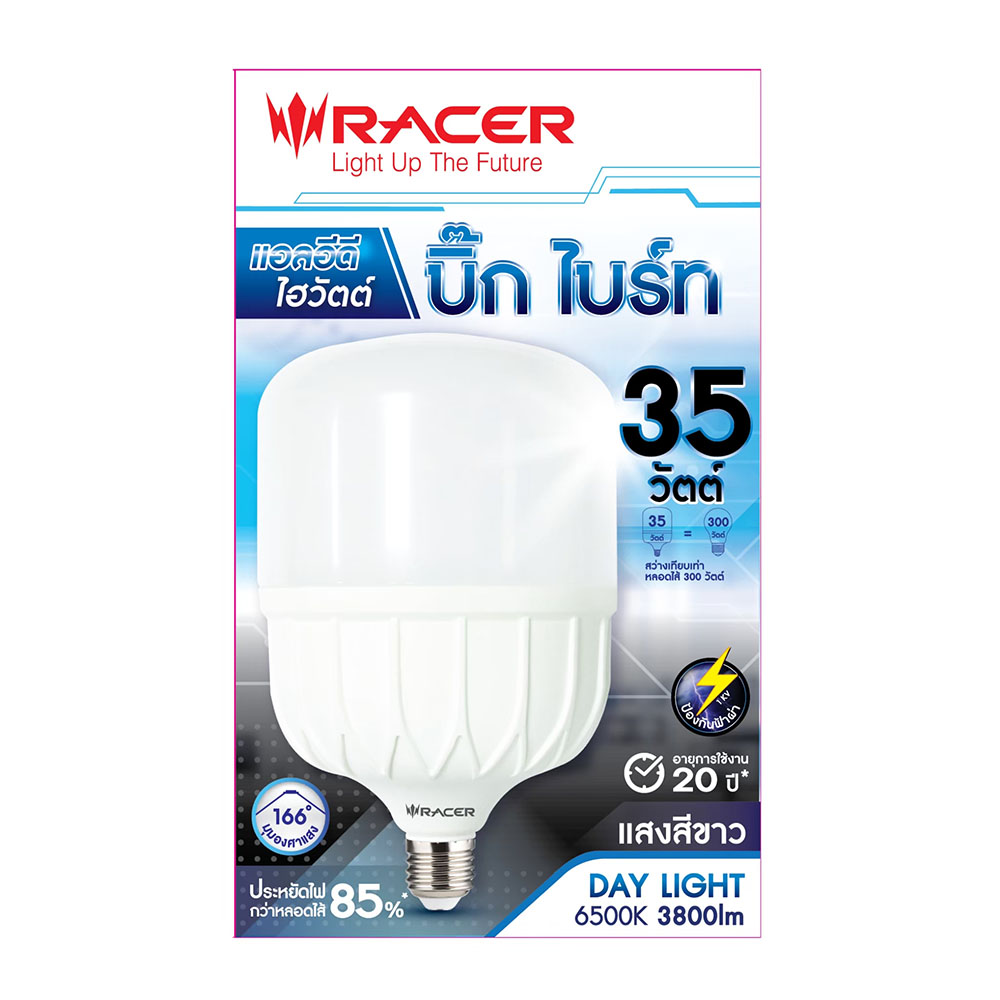 RACER
Light Up The Future
แอลอีดี
ไฮวัตต์
บิ๊ก ไบร์ท
35
วัตต์
35
วัตต์
=
300
วัตต์
สว่างเทียบเท่า
หลอดไส้ 300 วัตต์
1 KV
ป้องกันฟ้าผ่า
อายุการใช้งาน
20 ปี*
แสงสีขาว
RACER
166°
มุมองศาแสง
ประหยัดไฟ
กว่าหลอดไส้ 85%*
DAY LIGHT
6500K 3800lm